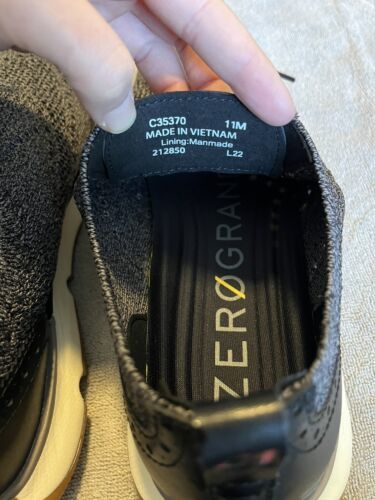 C35370 11M
MADE IN VIETNAM
Lining:Manmade
212850 L22
ZERØGRAN